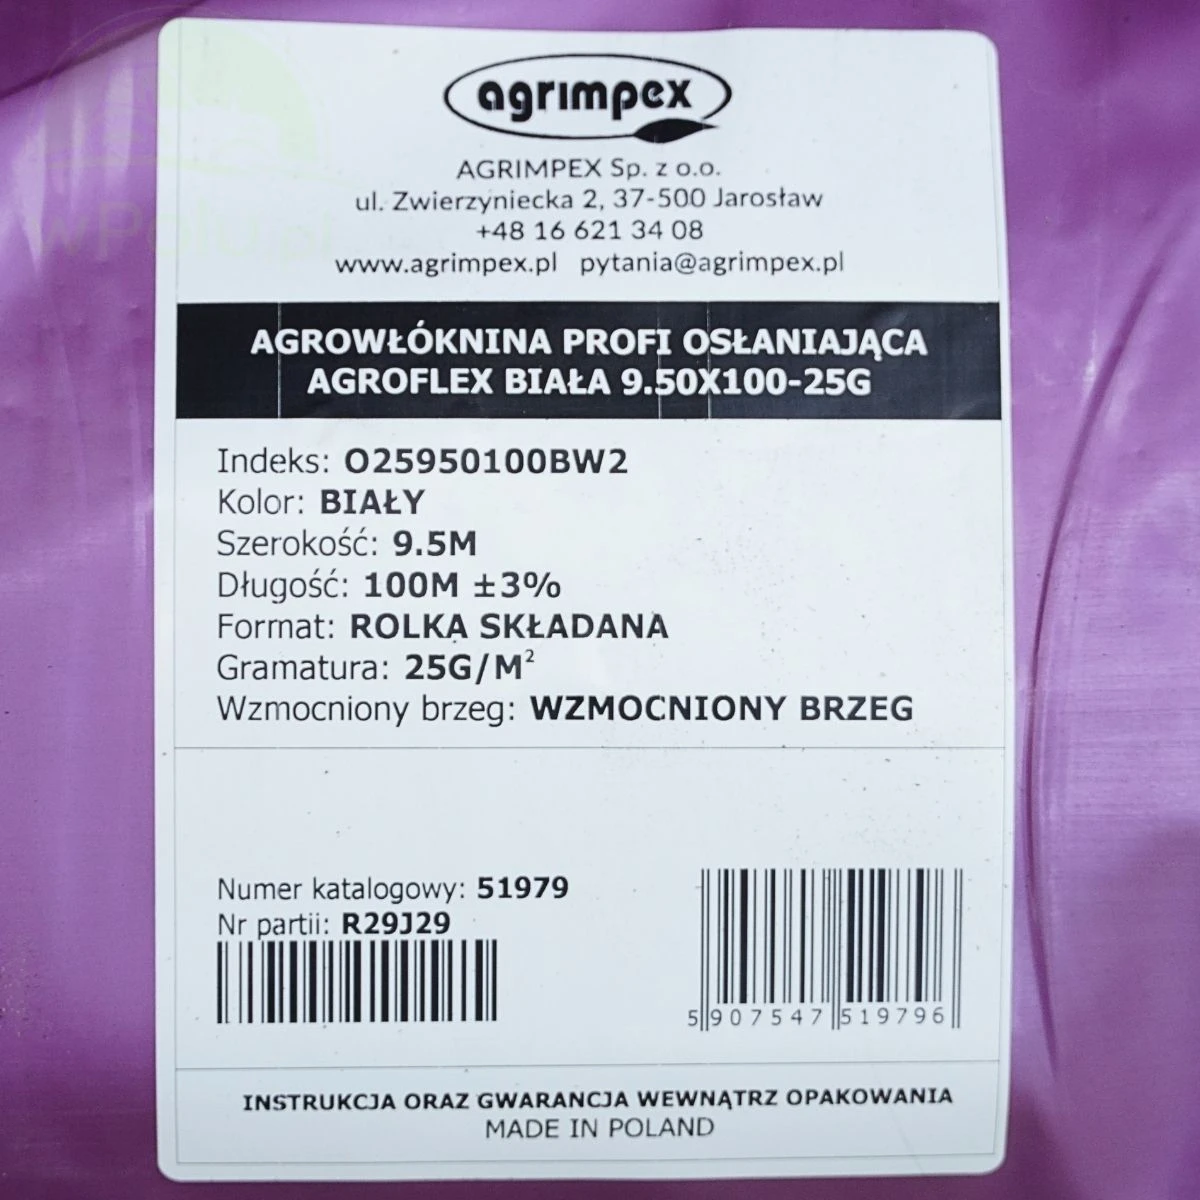 agrimpex
AGRIMPEX Sp. z o.o.
ul. Zwierzyniecka 2, 37-500 Jarosław
+48 16 621 34 08
www.agrimpex.pl pytania@agrimpex.pl
wPolu.pl
AGROWŁÓKNINA PROFI OSŁANIAJĄCA
AGROFLEX BIAŁA 9.50X100-25G
Indeks: O25950100BW2
Kolor: BIAŁY
Szerokość: 9.5M
Długość: 100M ±3%
Format: ROLKA SKŁADANA
Gramatura: 25G/M²
Wzmocniony brzeg: WZMOCNIONY BRZEG
Numer katalogowy: 51979
Nr partii: R29J29
5 907547 519796
INSTRUKCJA ORAZ GWARANCJA WEWNĄTRZ OPAKOWANIA
MADE IN POLAND